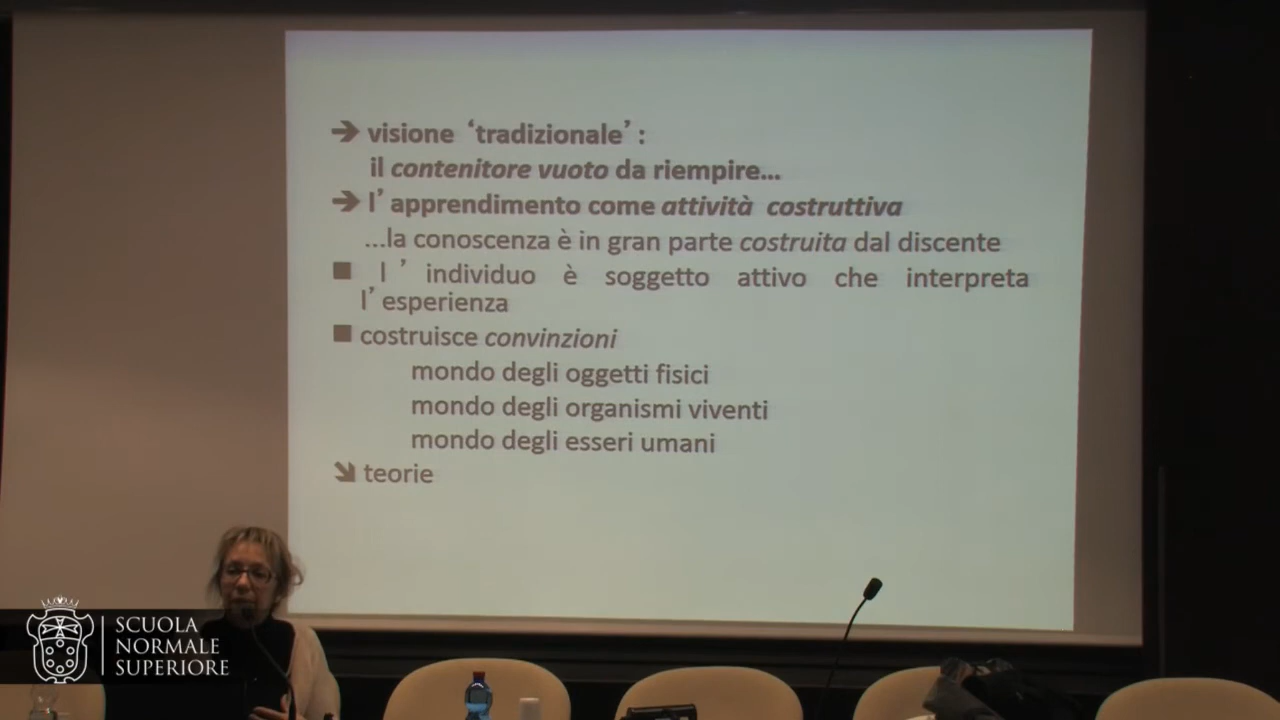 ➔ visione ‘tradizionale’ :
il contenitore vuoto da riempire...
➔ l’ apprendimento come attività costruttiva
...la conoscenza è in gran parte costruita dal discente
■ l ’ individuo è soggetto attivo che interpreta
l’ esperienza
■ costruisce convinzioni
mondo degli oggetti fisici
mondo degli organismi viventi
mondo degli esseri umani
➘ teorie
SCUOLA
NORMALE
SUPERIORE